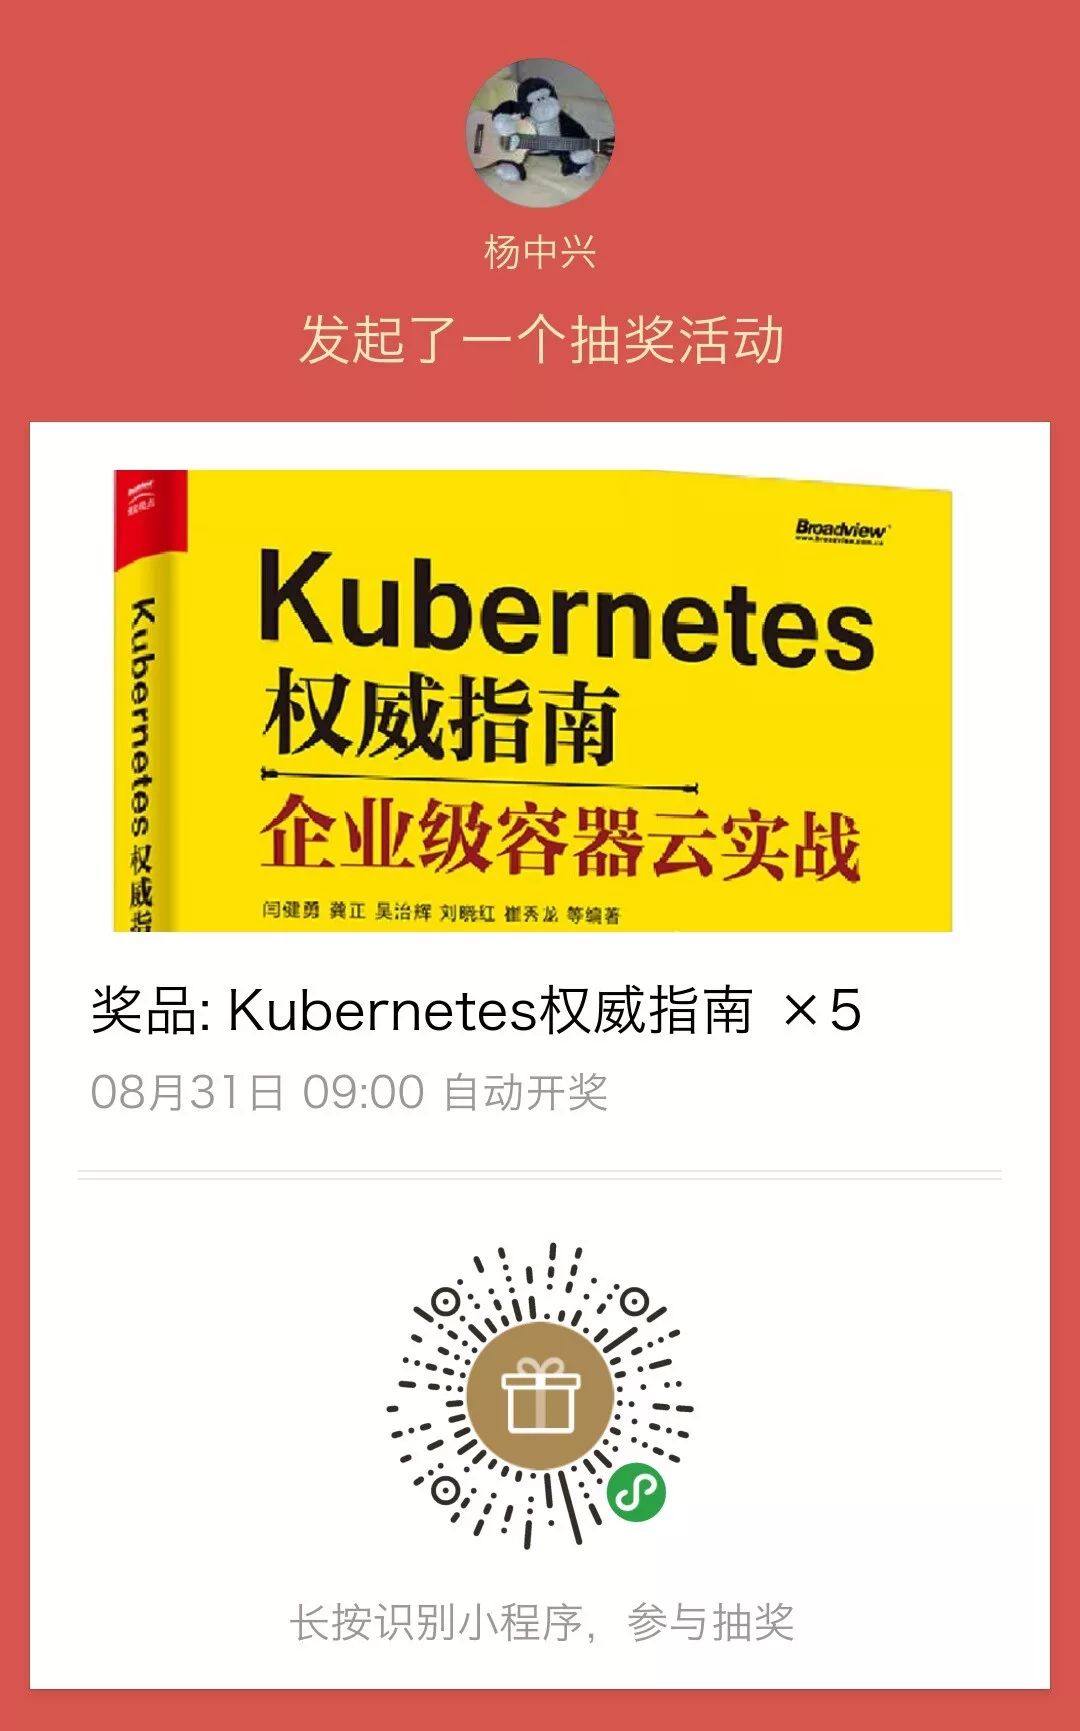 杨中兴
发起了一个抽奖活动
Broadview
www.broadview.com.cn
Kubernetes
权威指南
企业级容器云实战
闫健勇 龚正 吴治辉 刘晓红 崔秀龙 等编著
Kubernetes 权威指
奖品: Kubernetes权威指南 ×5
08月31日 09:00 自动开奖
长按识别小程序，参与抽奖